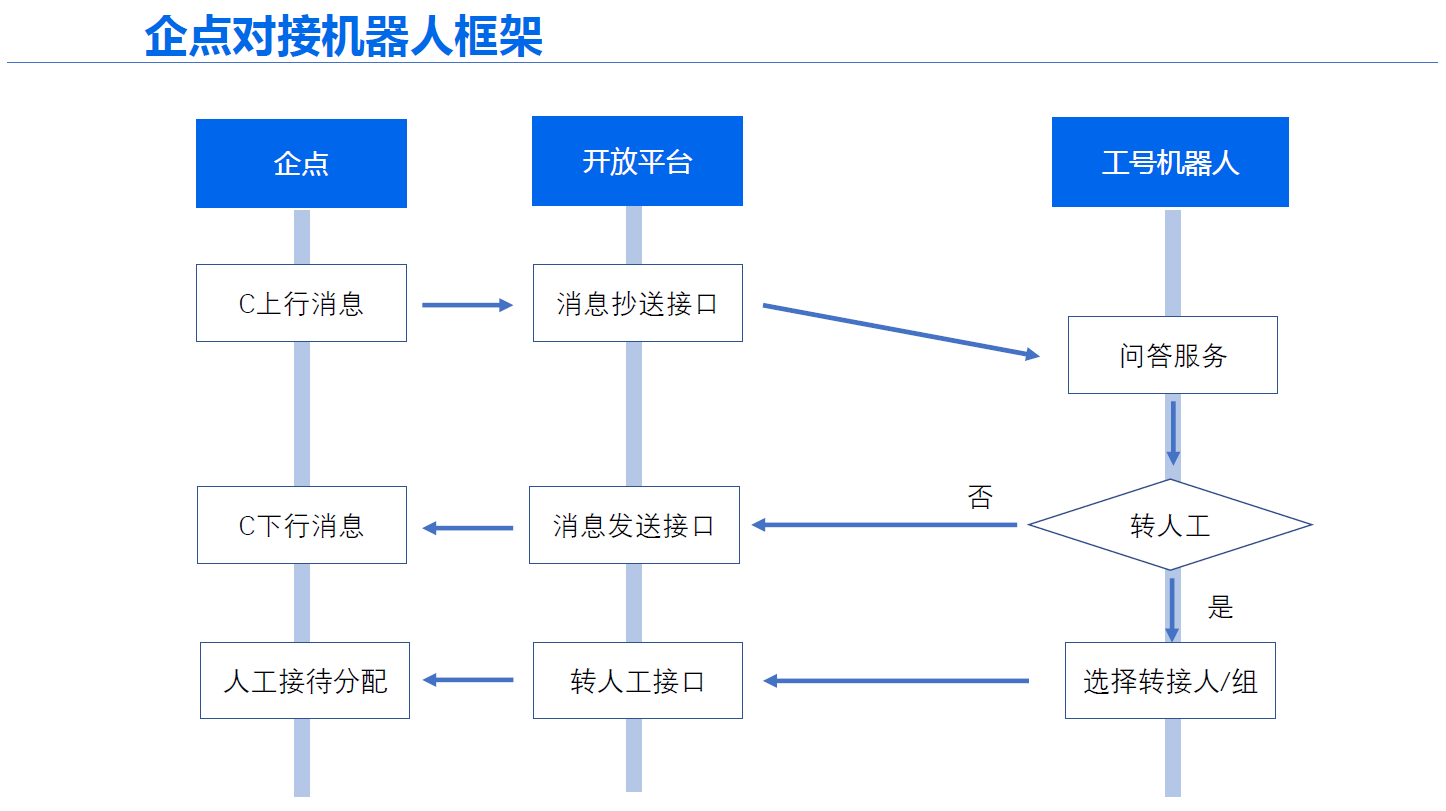 企点对接机器人框架
企点
开放平台
工号机器人
C上行消息
消息抄送接口
问答服务
否
C下行消息
消息发送接口
转人工
是
人工接待分配
转人工接口
选择转接人/组